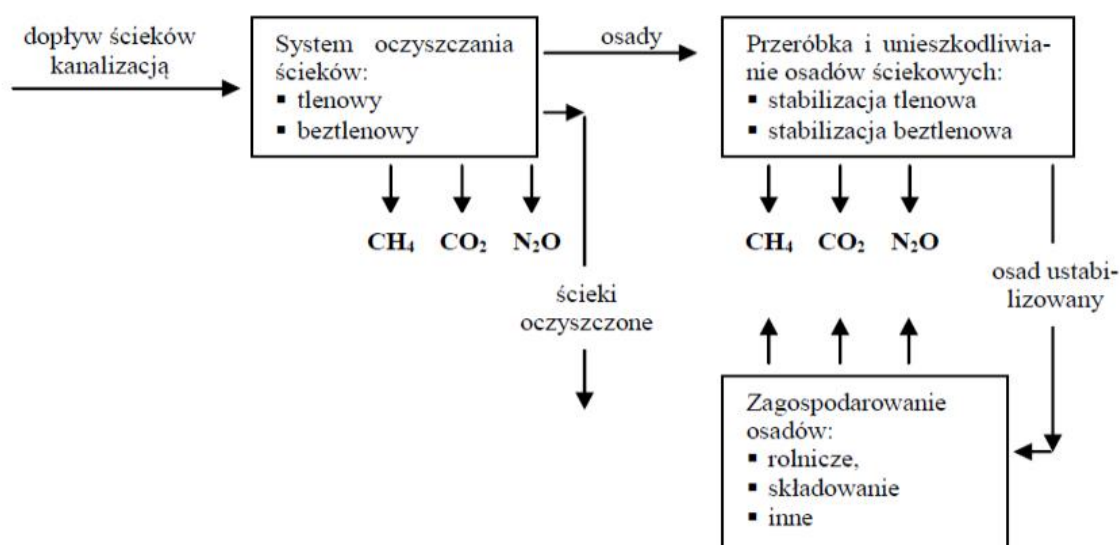 dopływ ścieków
kanalizacją
System oczyszczania
ścieków:
▪ tlenowy
▪ beztlenowy
osady
Przeróbka i unieszkodliwia-
nie osadów ściekowych:
▪ stabilizacja tlenowa
▪ stabilizacja beztlenowa
CH₄ CO₂ N₂O
CH₄ CO₂ N₂O
ścieki
oczyszczone
osad ustabi-
lizowany
Zagospodarowanie
osadów:
▪ rolnicze,
▪ składowanie
▪ inne